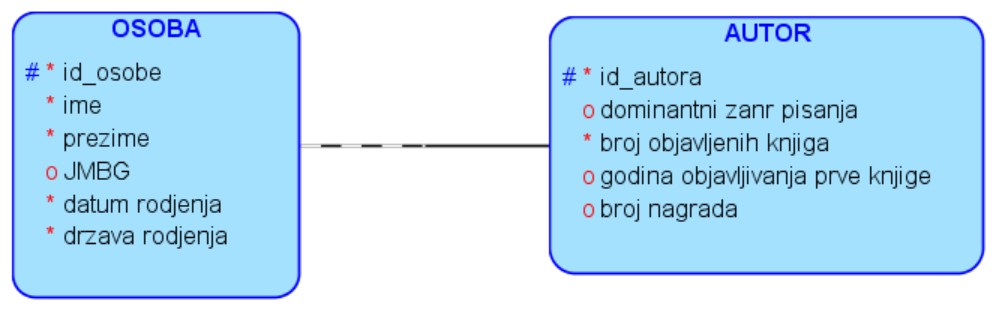 OSOBA
# * id_osobe
* ime
* prezime
o JMBG
* datum rodjenja
* drzava rodjenja
AUTOR
# * id_autora
o dominantni zanr pisanja
* broj objavljenih knjiga
o godina objavljivanja prve knjige
o broj nagrada